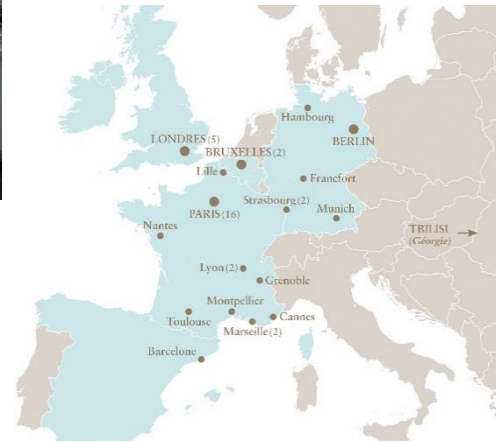 Hambourg
BERLIN
LONDRES (5)
BRUXELLES (2)
Lille
Francfort
Strasbourg (2)
PARIS (16)
Munich
Nantes
TBILISI
(Géorgie)
Lyon (2)
Grenoble
Montpellier
Toulouse
Cannes
Marseille (2)
Barcelone